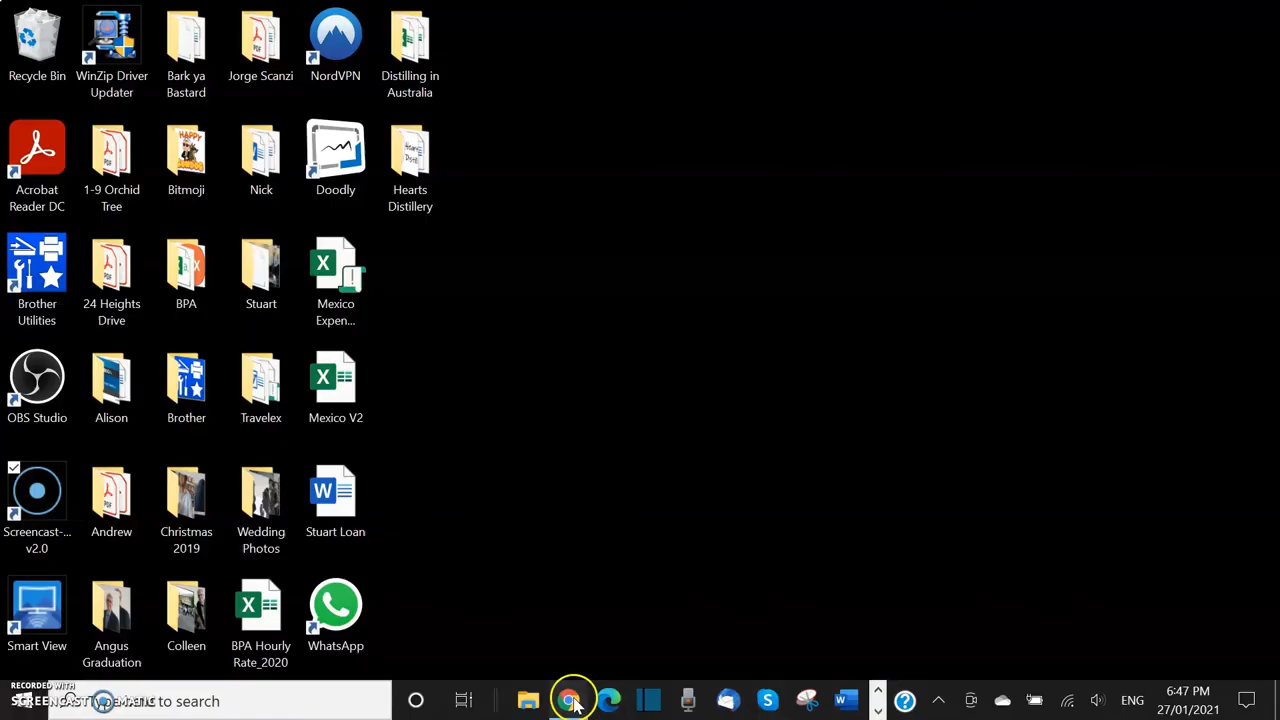 Recycle Bin
WinZip Driver
Updater
Bark ya
Bastard
Jorge Scanzi
NordVPN
Distilling in
Australia
Acrobat
Reader DC
1-9 Orchid
Tree
Bitmoji
Nick
Doodly
Hearts
Distillery
Brother
Utilities
24 Heights
Drive
BPA
Stuart
Mexico
Expen...
OBS Studio
Alison
Brother
Travelex
Mexico V2
Screencast-...
v2.0
Andrew
Christmas
2019
Wedding
Photos
Stuart Loan
Smart View
Angus
Graduation
Colleen
BPA Hourly
Rate_2020
WhatsApp
RECORDED WITH
SCREENCAST-O-MATIC
to search
ENG
6:47 PM
27/01/2021